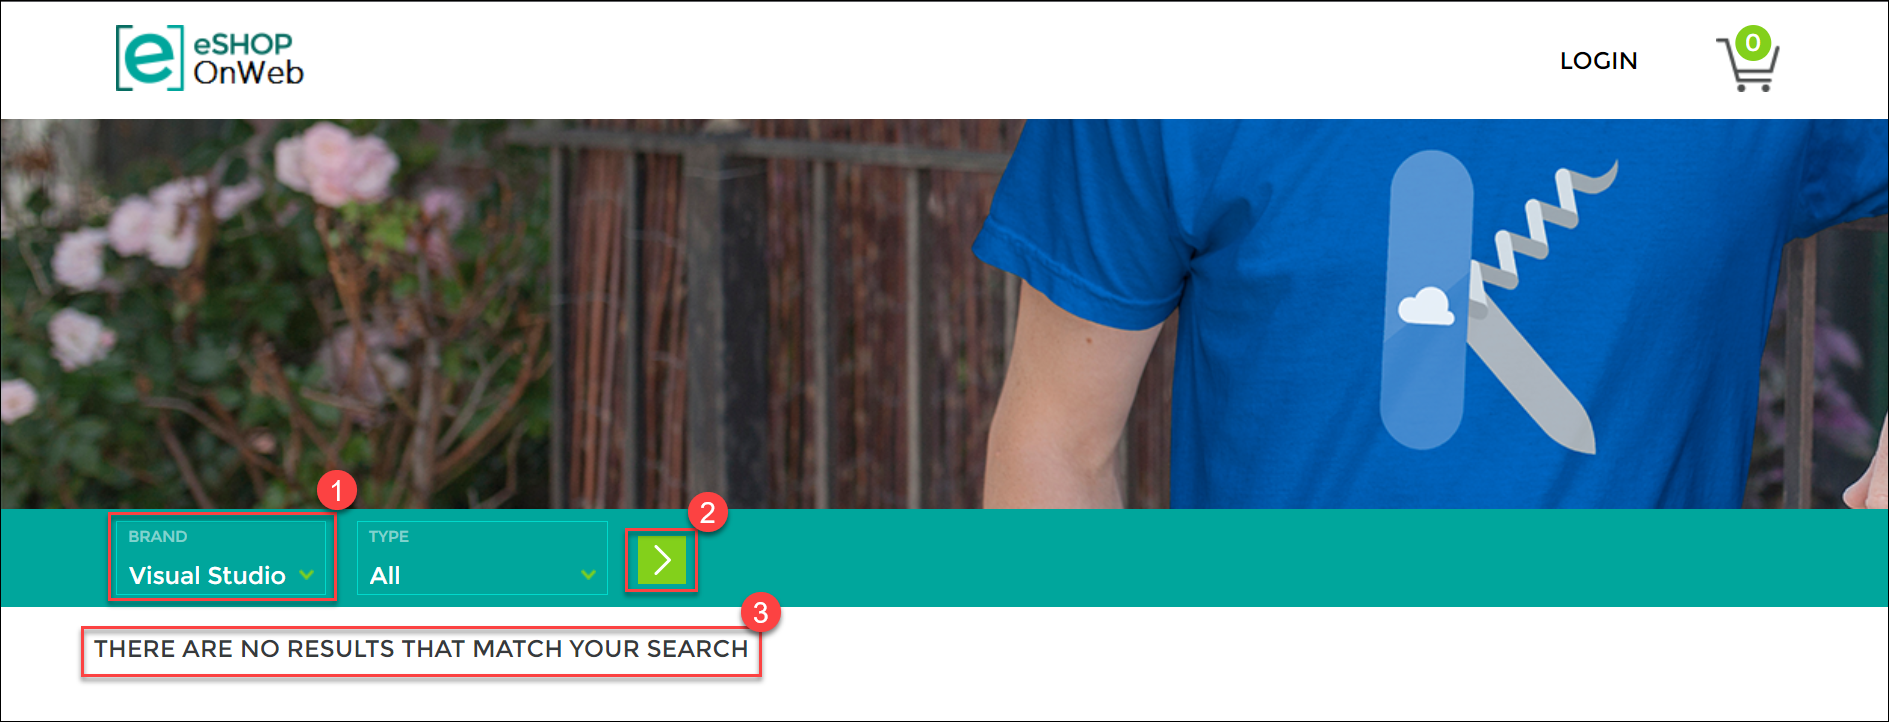 eSHOP
OnWeb
LOGIN
0
1
2
BRAND
Visual Studio
TYPE
All
3
THERE ARE NO RESULTS THAT MATCH YOUR SEARCH